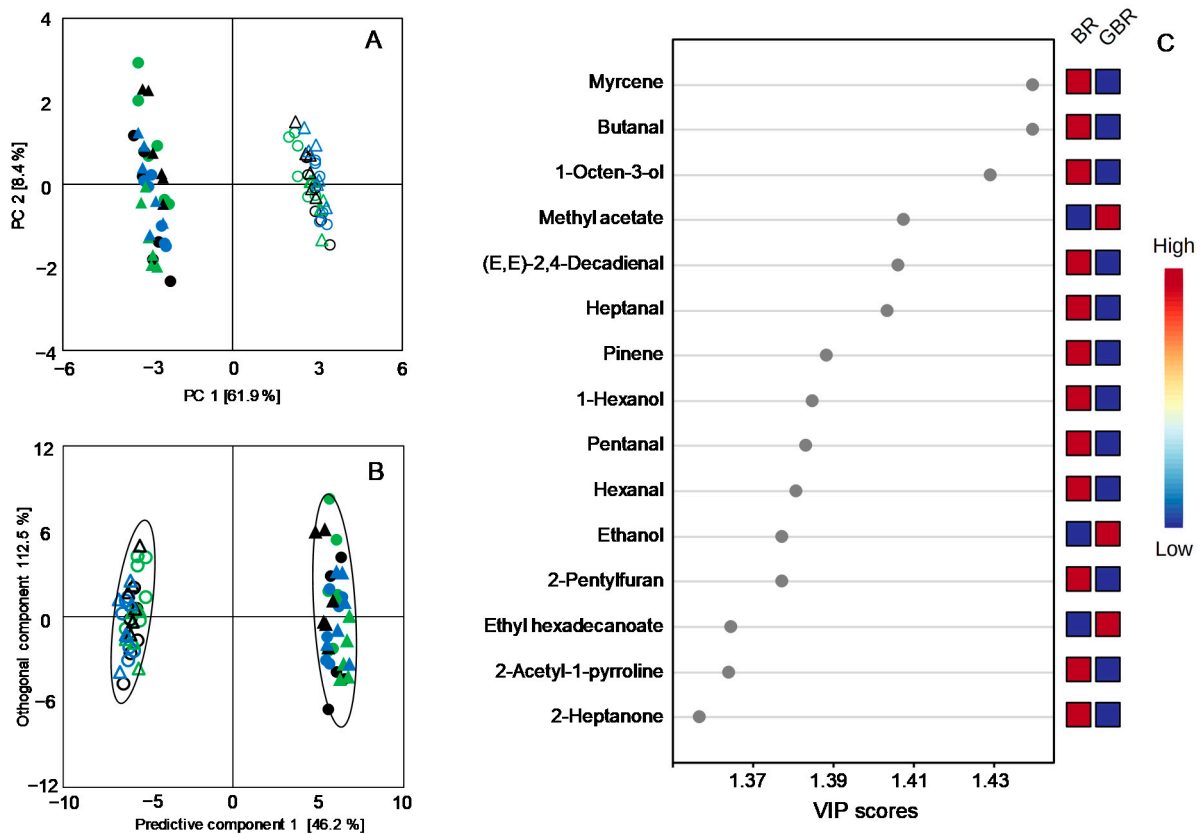 A
4
2
0
−2
−4
−6
−3
0
3
6
PC 2 [8.4 %]
PC 1 [61.9 %]
B
12
6
0
−6
−12
−10
−5
0
5
10
Othogonal component 112.5 %]
Predictive component 1 [46.2 %]
C
BR GBR
Myrcene
Butanal
1-Octen-3-ol
Methyl acetate
(E,E)-2,4-Decadienal
Heptanal
Pinene
1-Hexanol
Pentanal
Hexanal
Ethanol
2-Pentylfuran
Ethyl hexadecanoate
2-Acetyl-1-pyrroline
2-Heptanone
1.37 1.39 1.41 1.43
VIP scores
High
Low